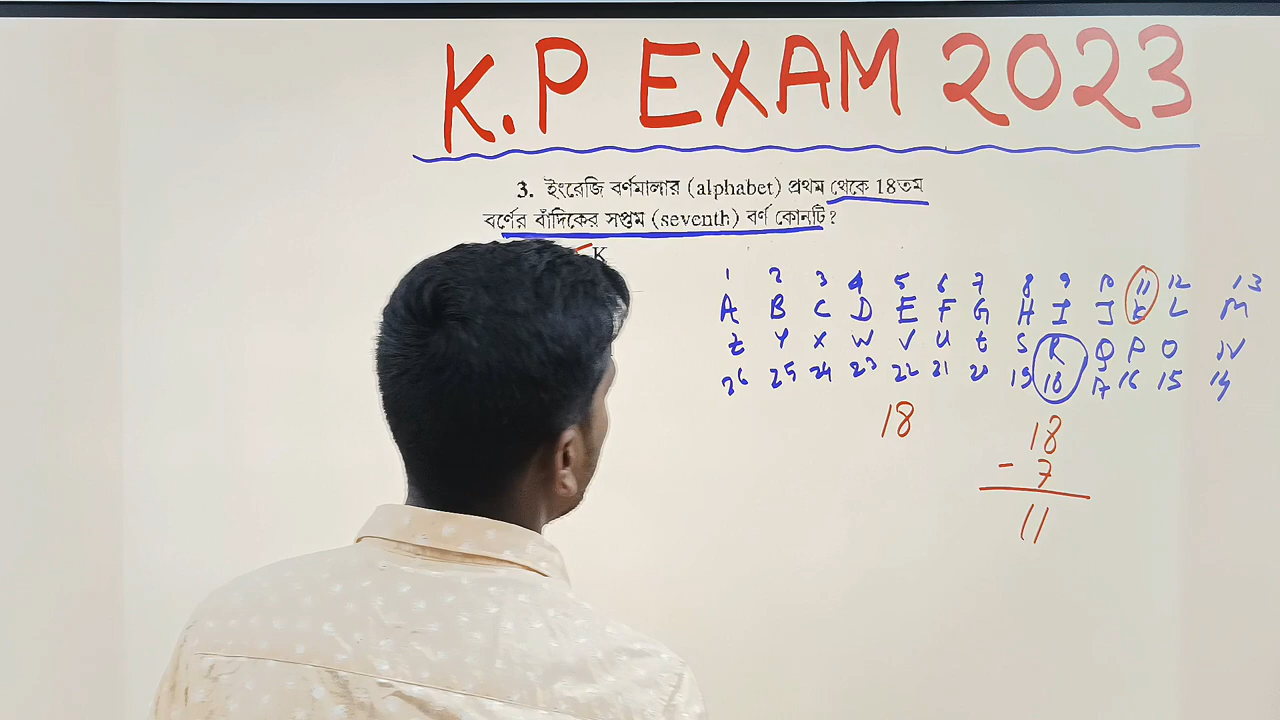 K.P EXAM 2023
3. ইংরেজি বর্ণমালার (alphabet) প্রথম থেকে 18তম
বর্ণের বাঁদিকের সপ্তম (seventh) বর্ণ কোনটি?
K
1 2 3 4 5 6 7 8 9 10 11 12 13
A B C D E F G H I J K L M
Z Y X W V U t S R Q P O N
26 25 24 23 22 21 20 19 18 17 16 15 14
18 18
- 7
11